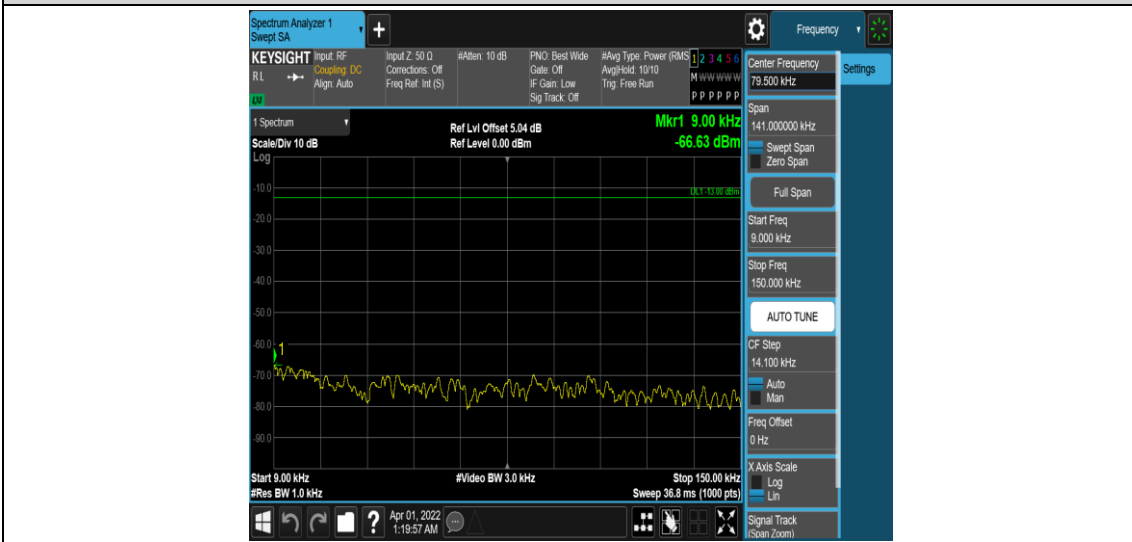 Spectrum Analyzer 1
Swept SA
+
Frequency
KEYSIGHT
RL
LXI
Input: RF
Coupling: DC
Align: Auto
Input Z: 50 Ω
Corrections: Off
Freq Ref: Int (S)
#Atten: 10 dB
PNO: Best Wide
Gate: Off
IF Gain: Low
Sig Track: Off
#Avg Type: Power (RMS
Avg|Hold: 10/10
Trig: Free Run
1 2 3 4 5 6
M W W W W W
P P P P P P
Center Frequency
79.500 kHz
Settings
Span
141.000000 kHz
Swept Span
Zero Span
Full Span
Start Freq
9.000 kHz
Stop Freq
150.000 kHz
AUTO TUNE
CF Step
14.100 kHz
Auto
Man
Freq Offset
0 Hz
X Axis Scale
Log
Lin
Signal Track
(Span Zoom)
1 Spectrum
Scale/Div 10 dB
Log
Ref Lvl Offset 5.04 dB
Ref Level 0.00 dBm
Mkr1 9.00 kHz
-66.63 dBm
DL1 -13.00 dBm
-10.0
-20.0
-30.0
-40.0
-50.0
-60.0
1
-70.0
-80.0
-90.0
Start 9.00 kHz
#Res BW 1.0 kHz
#Video BW 3.0 kHz
Stop 150.00 kHz
Sweep 36.8 ms (1000 pts)
?
Apr 01, 2022
1:19:57 AM